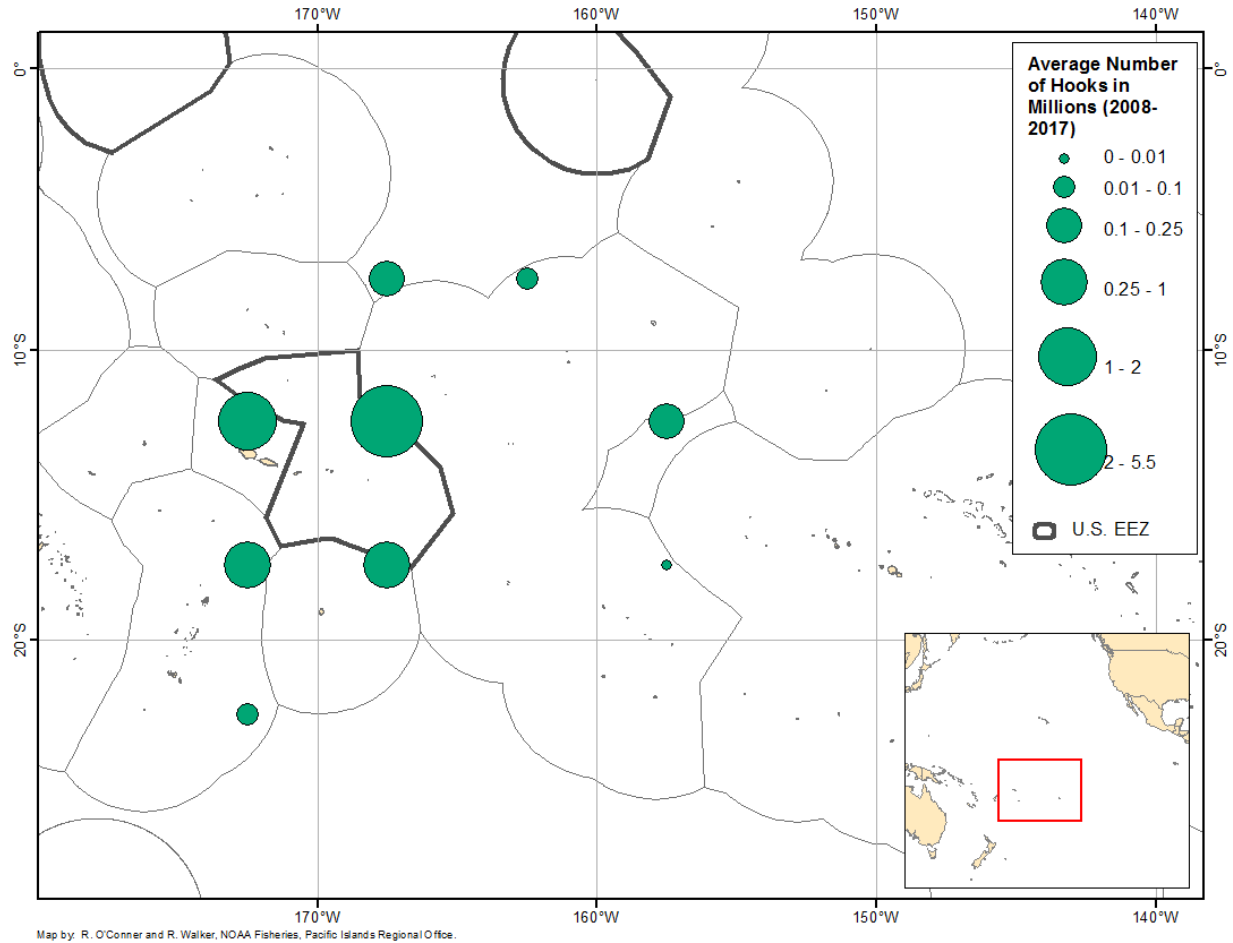 170°W
160°W
150°W
140°W
0°
0°
Average Number
of Hooks in
Millions (2008-
2017)
0 - 0.01
0.01 - 0.1
0.1 - 0.25
0.25 - 1
1 - 2
2 - 5.5
U.S. EEZ
10°S
10°S
20°S
20°S
170°W
160°W
150°W
140°W
Map by: R. O'Conner and R. Walker, NOAA Fisheries, Pacific Islands Regional Office.